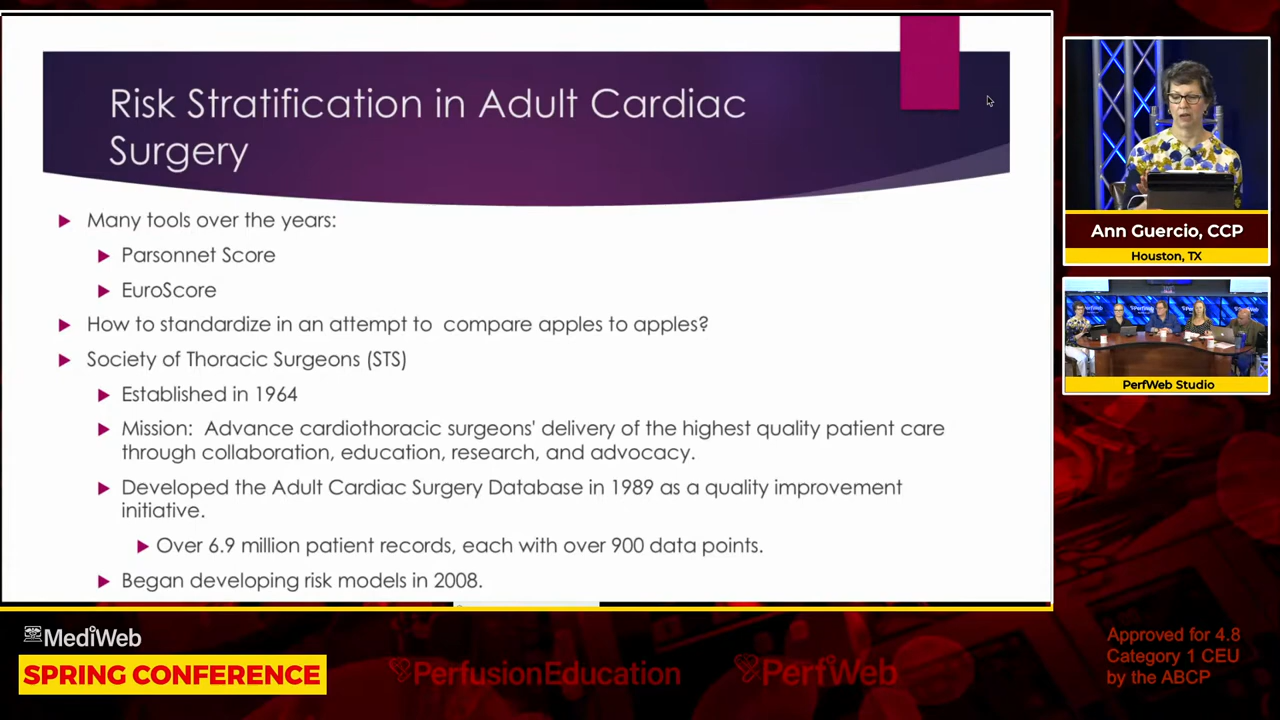 Risk Stratification in Adult Cardiac
Surgery
Many tools over the years:
Parsonnet Score
EuroScore
How to standardize in an attempt to compare apples to apples?
Society of Thoracic Surgeons (STS)
Established in 1964
Mission: Advance cardiothoracic surgeons' delivery of the highest quality patient care
through collaboration, education, research, and advocacy.
Developed the Adult Cardiac Surgery Database in 1989 as a quality improvement
initiative.
Over 6.9 million patient records, each with over 900 data points.
Began developing risk models in 2008.
Ann Guercio, CCP
Houston, TX
PerfWeb Studio
MediWeb
SPRING CONFERENCE
PerfusionEducation
PerfWeb
Approved for 4.8
Category 1 CEU
by the ABCP